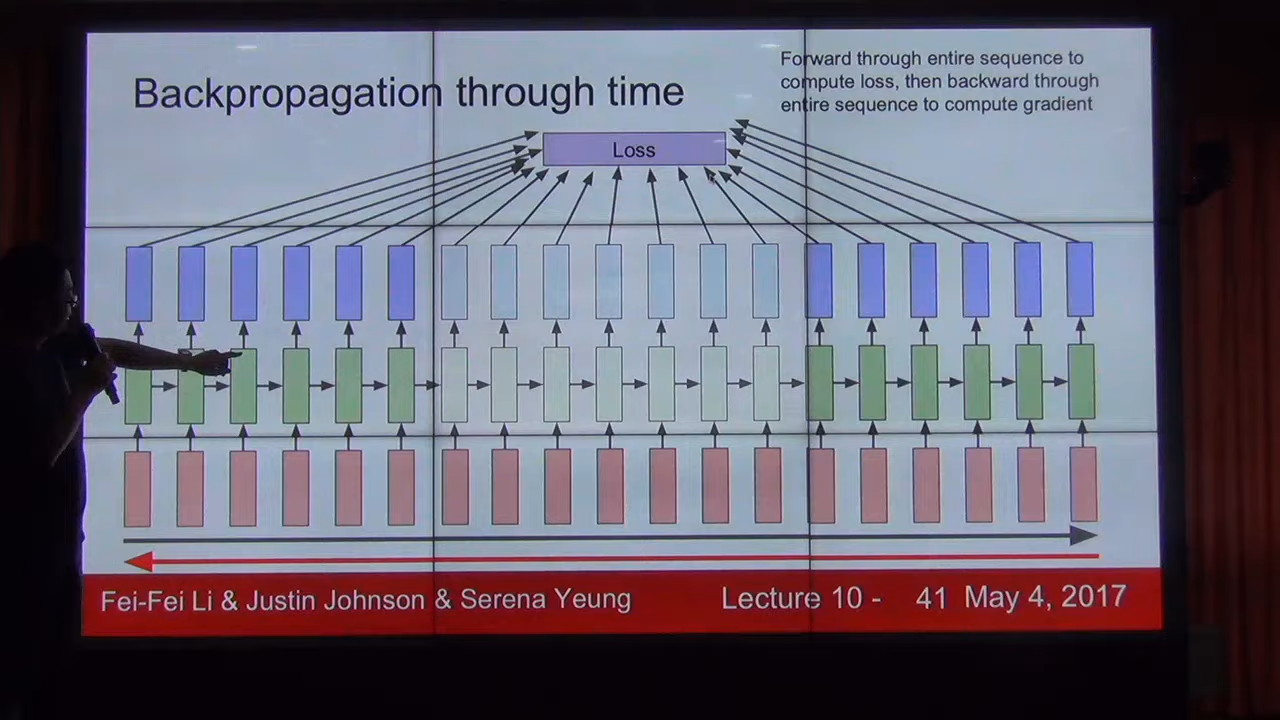 Backpropagation through time
Forward through entire sequence to
compute loss, then backward through
entire sequence to compute gradient
Loss
Fei-Fei Li & Justin Johnson & Serena Yeung
Lecture 10 - 41 May 4, 2017